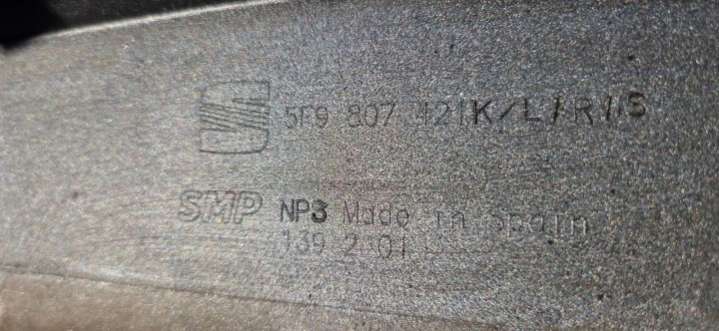 5F9 807 421K/L/R/S
SMP NP3 Made in Spain
139 2 01